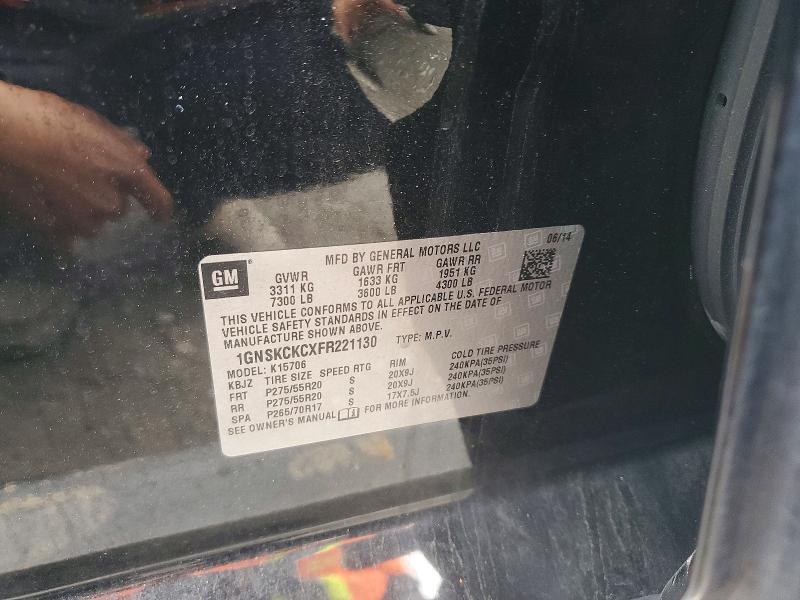 GM
MFD BY GENERAL MOTORS LLC
06/14
GVWR GAWR FRT GAWR RR
3311 KG 1633 KG 1951 KG
7300 LB 3600 LB 4300 LB
THIS VEHICLE CONFORMS TO ALL APPLICABLE U.S. FEDERAL MOTOR
VEHICLE SAFETY STANDARDS IN EFFECT ON THE DATE OF
MANUFACTURE SHOWN ABOVE.
1GNSKCKCXFR221130 TYPE: M.P.V.
MODEL: K15706
KBJZ TIRE SIZE SPEED RTG RIM COLD TIRE PRESSURE
FRT P275/55R20 S 20X9J 240KPA(35PSI)
RR P275/55R20 S 20X9J 240KPA(35PSI)
SPA P265/70R17 S 17X7.5J 240KPA(35PSI)
SEE OWNER'S MANUAL FOR MORE INFORMATION.